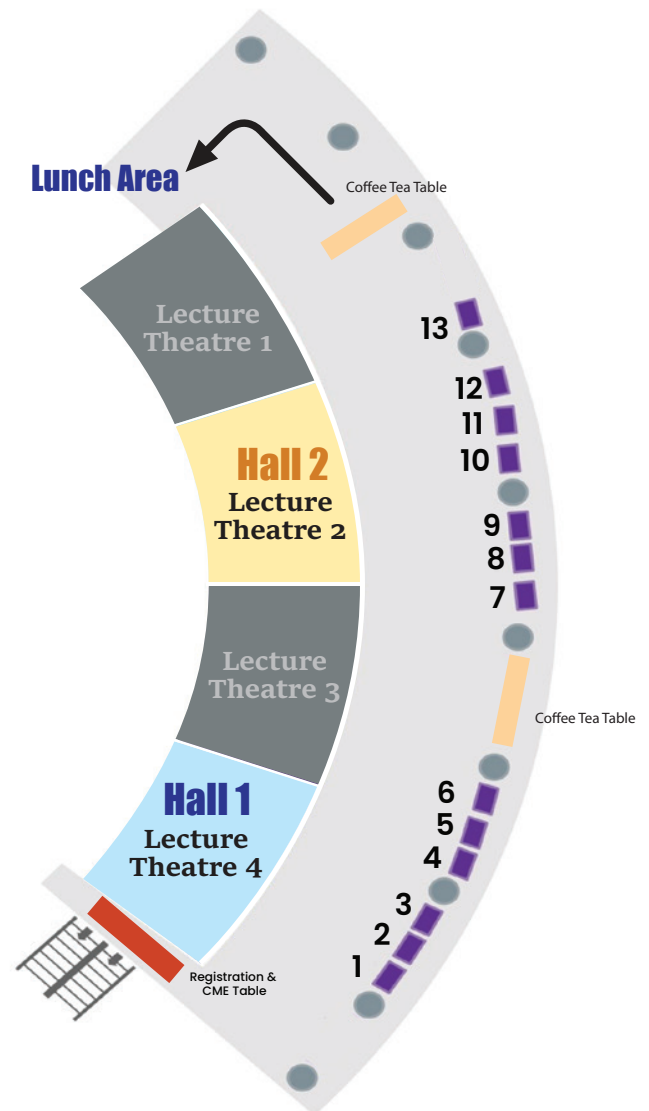 Lunch Area
Coffee Tea Table
Lecture
Theatre 1
13
12
11
10
Hall 2
Lecture
Theatre 2
9
8
7
Lecture
Theatre 3
Coffee Tea Table
Hall 1
Lecture
Theatre 4
6
5
4
3
2
1
Registration &
CME Table